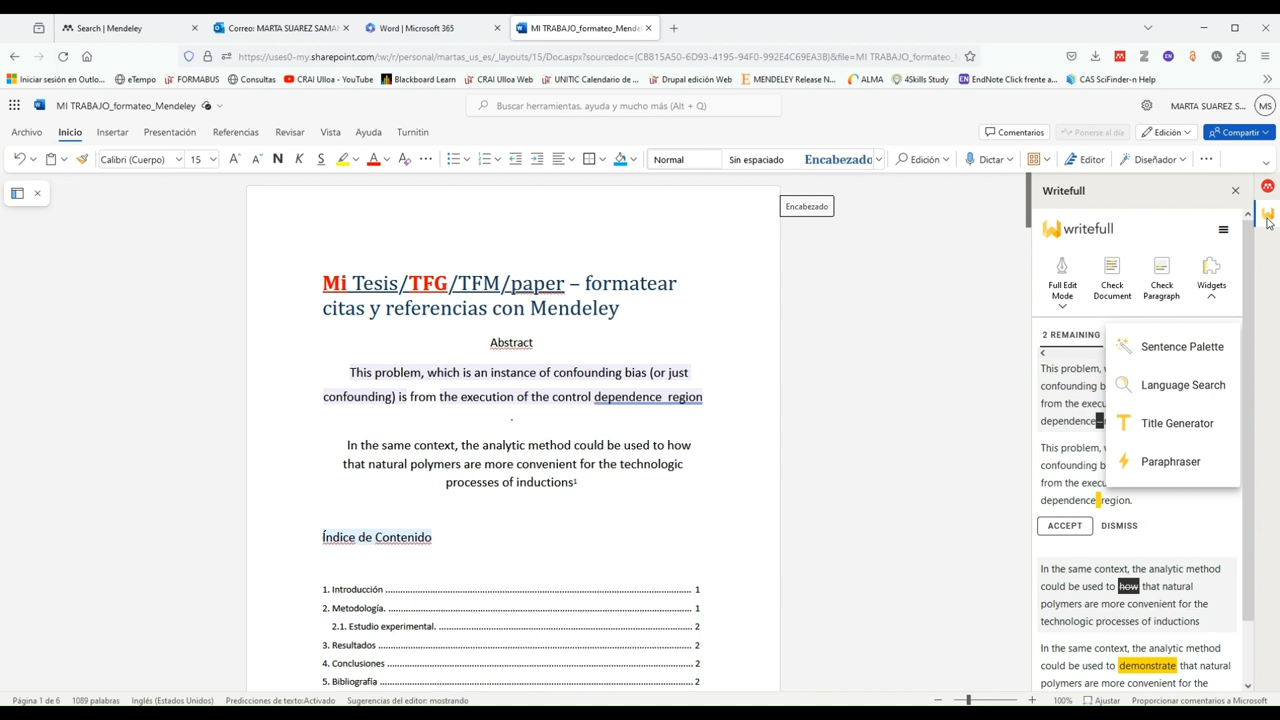 Search | Mendeley
Correo: MARTA SUAREZ SAMA
Word | Microsoft 365
MI TRABAJO_formateo_Mendele
https://uses0-my.sharepoint.com/:w:/r/personal/martas_us_es/_layouts/15/Doc.aspx?sourcedoc={CB815A50-6D93-4195-94F0-992E4C69EA3B}&file=MI TRABAJO_formateo_
Iniciar sesión en Outlo...
eTempo
FORMABUS
Consultas
CRAI Ulloa - YouTube
Blackboard Learn
CRAI Ulloa Web
UNITIC Calendario de ...
Drupal edición Web
MENDELEY Release N...
ALMA
4Skills Study
EndNote Click frente a...
CAS SciFinder-n Help
MI TRABAJO_formateo_Mendeley
Buscar herramientas, ayuda y mucho más (Alt + Q)
MARTA SUAREZ S...
MS
Archivo
Inicio
Insertar
Presentación
Referencias
Revisar
Vista
Ayuda
Turnitin
Comentarios
Ponerse al día
Edición
Compartir
Calibri (Cuerpo)
15
N
K
S
Normal
Sin espaciado
Encabezado
Edición
Dictar
Editor
Diseñador
Encabezado
Mi Tesis/TFG/TFM/paper – formatear
citas y referencias con Mendeley
Abstract
This problem, which is an instance of confounding bias (or just
confounding) is from the execution of the control dependence region
.
In the same context, the analytic method could be used to how
that natural polymers are more convenient for the technologic
processes of inductions¹
Índice de Contenido
1. Introducción ........ 1
2. Metodología. ........ 1
2.1. Estudio experimental. ........ 2
3. Resultados ........ 2
4. Conclusiones ........ 2
5. Bibliografía ........ 2
Writefull
writefull
Full Edit
Mode
Check
Document
Check
Paragraph
Widgets
2 REMAINING
Sentence Palette
Language Search
Title Generator
Paraphraser
This problem,
confounding b
from the execu
dependence
This problem,
confounding b
from the execu
dependence region.
ACCEPT
DISMISS
In the same context, the analytic method
could be used to how that natural
polymers are more convenient for the
technologic processes of inductions
In the same context, the analytic method
could be used to demonstrate that natural
polymers are more convenient for the
Página 1 de 6
1089 palabras
Inglés (Estados Unidos)
Predicciones de texto:Activado
Sugerencias del editor: mostrando
100%
Ajustar
Proporcionar comentarios a Microsoft